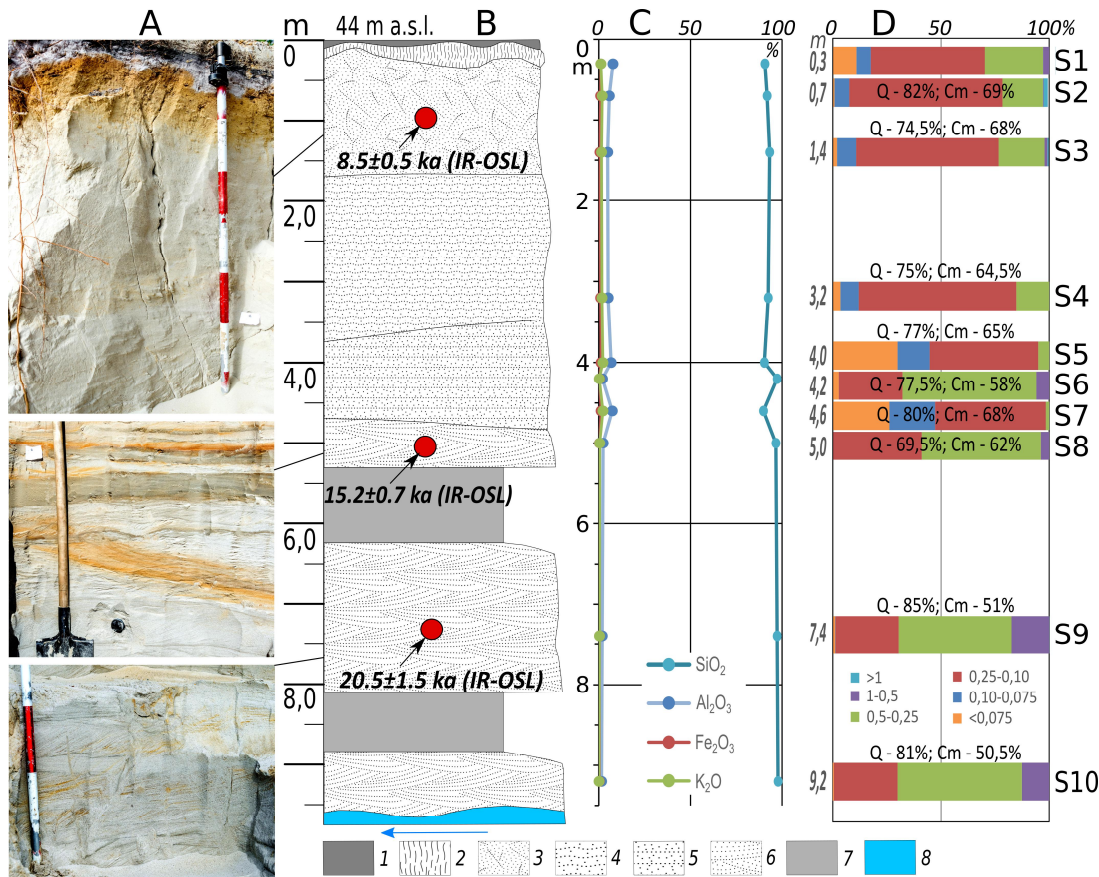 A
m
44 m a.s.l.
B
C
D
0
2,0
4,0
6,0
8,0
8.5±0.5 ka (IR-OSL)
15.2±0.7 ka (IR-OSL)
20.5±1.5 ka (IR-OSL)
0
50
100
%
0
m
2
4
6
8
SiO₂
Al₂O₃
Fe₂O₃
K₂O
0
50
100%
m
0,3
S1
0,7
Q - 82%; Cm - 69%
S2
Q - 74,5%; Cm - 68%
1,4
S3
Q - 75%; Cm - 64,5%
3,2
S4
Q - 77%; Cm - 65%
4,0
S5
4,2
Q - 77,5%; Cm - 58%
S6
4,6
Q - 80%; Cm - 68%
S7
5,0
Q - 69,5%; Cm - 62%
S8
Q - 85%; Cm - 51%
7,4
S9
>1
1-0,5
0,5-0,25
0,25-0,10
0,10-0,075
<0,075
Q - 81%; Cm - 50,5%
9,2
S10
1
2
3
4
5
6
7
8